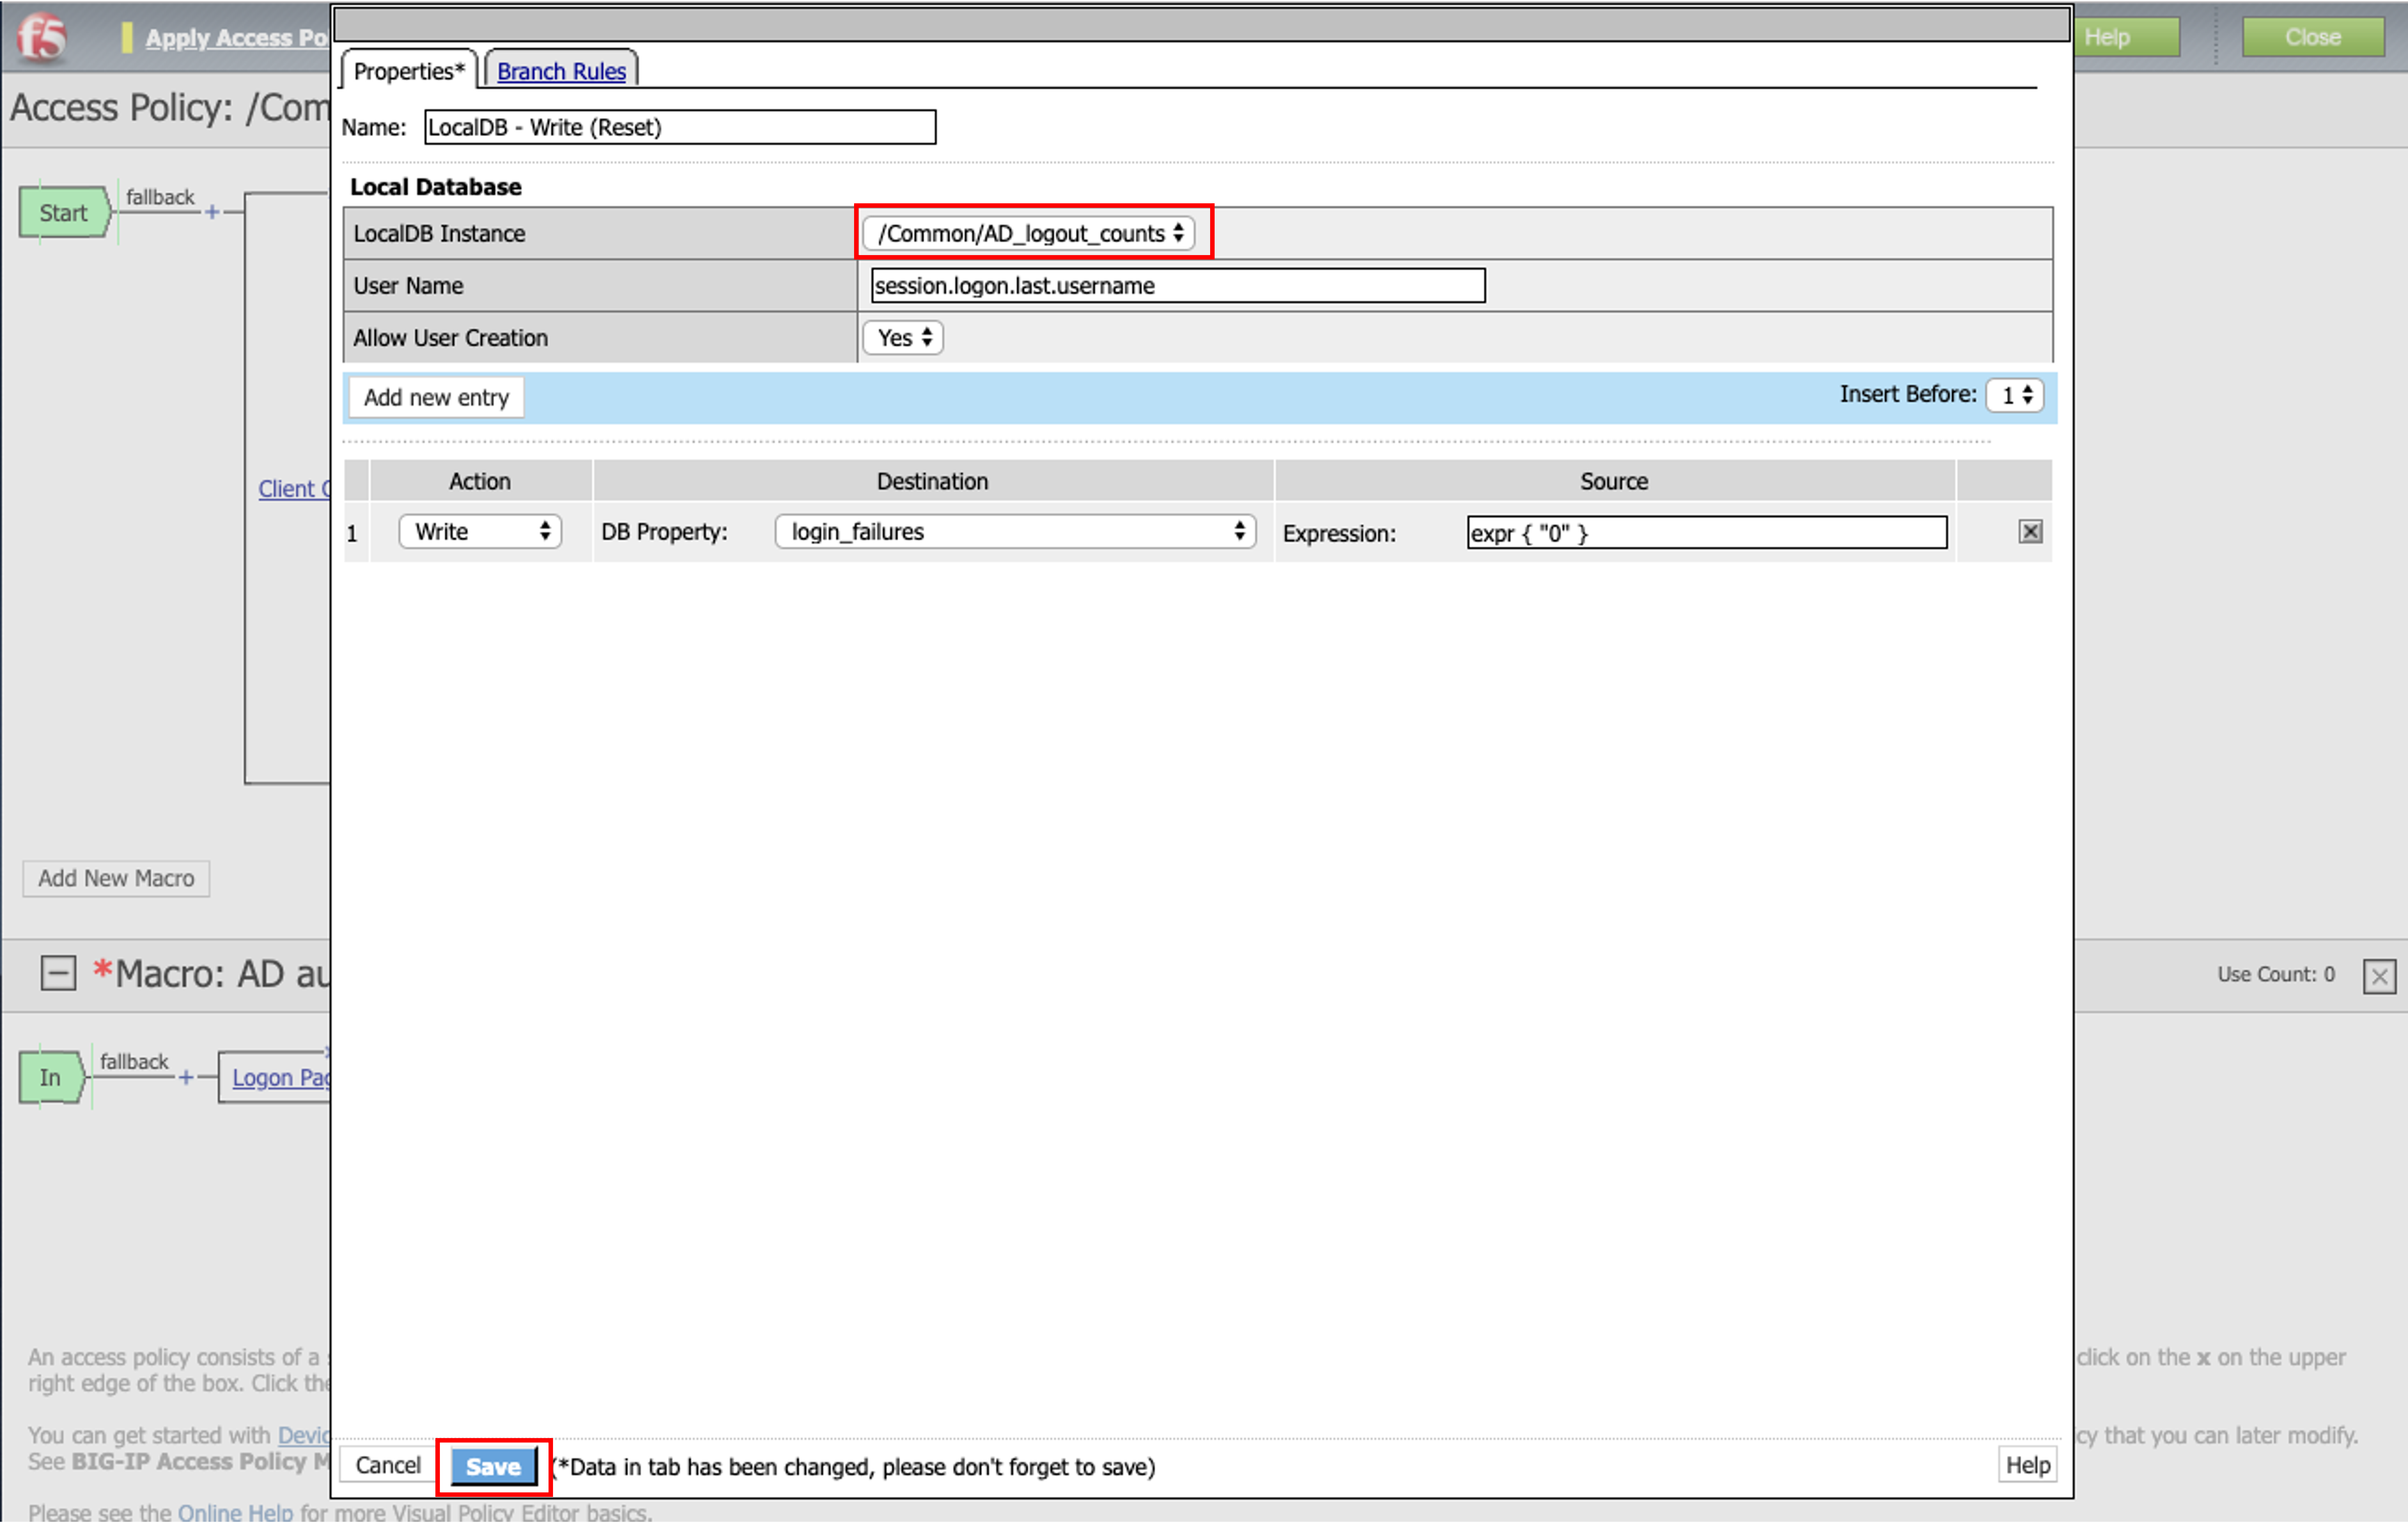 f5
Apply Access Po
Help
Close
Properties*
Branch Rules
Access Policy: /Com
Name: LocalDB - Write (Reset)
Local Database
LocalDB Instance /Common/AD_logout_counts
User Name session.logon.last.username
Allow User Creation Yes
Start
fallback
Add new entry
Insert Before: 1
Client
Action Destination Source
1 Write DB Property: login_failures Expression: expr { "0" }
Add New Macro
*Macro: AD au
Use Count: 0
In
fallback
Logon Pag
An access policy consists of a
click on the x on the upper
right edge of the box. Click the
You can get started with Devic
cy that you can later modify.
See BIG-IP Access Policy M
Cancel
Save
(*Data in tab has been changed, please don't forget to save)
Help
Please see the Online Help for more Visual Policy Editor basics.